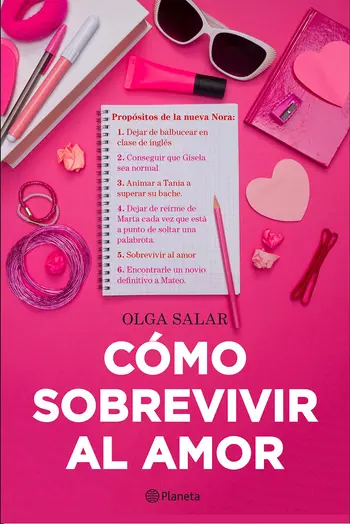 Propósitos de la nueva Nora:
1. Dejar de balbucear en
clase de inglés
2. Conseguir que Gisela
sea normal
3. Animar a Tania a
superar su bache.
4. Dejar de reírme de
Marta cada vez que está
a punto de soltar una
palabrota.
5. Sobrevivir al amor
6. Encontrarle un novio
definitivo a Mateo.
OLGA SALAR
CÓMO
SOBREVIVIR
AL AMOR
Planeta